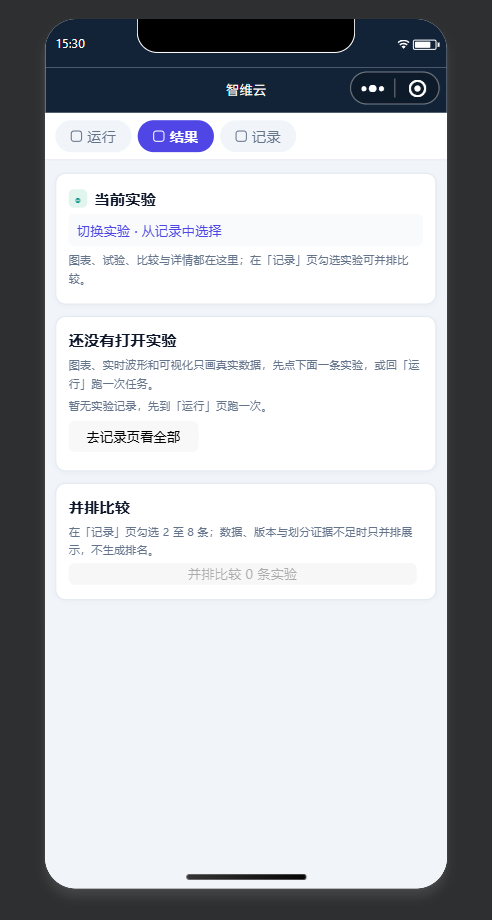 15:30
智维云
运行
结果
记录
当前实验
切换实验 · 从记录中选择
图表、试验、比较与详情都在这里；在「记录」页勾选实验可并排比
较。
还没有打开实验
图表、实时波形和可视化只画真实数据，先点下面一条实验，或回「运
行」跑一次任务。
暂无实验记录，先到「运行」页跑一次。
去记录页看全部
并排比较
在「记录」页勾选 2 至 8 条；数据、版本与划分证据不足时只并排展
示，不生成排名。
并排比较 0 条实验